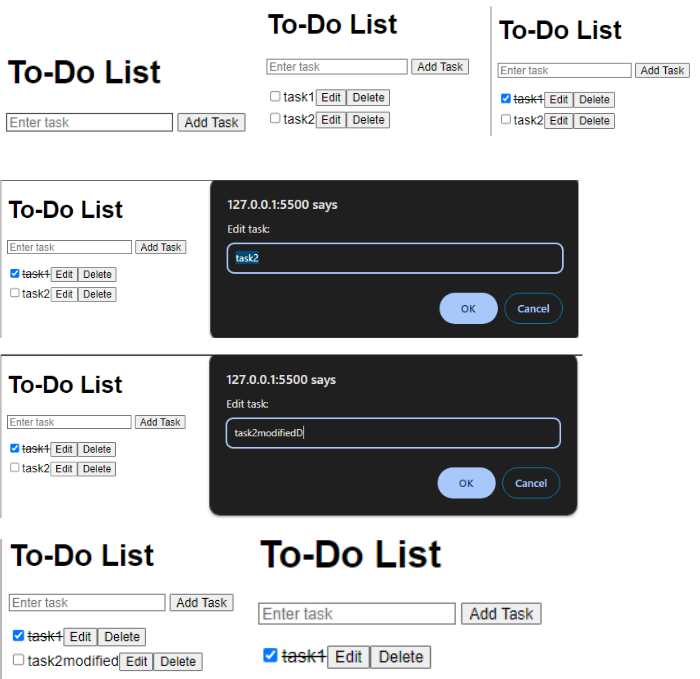 To-Do List
Enter task
Add Task
To-Do List
Enter task
Add Task
task1 Edit Delete
task2 Edit Delete
To-Do List
Enter task
Add Task
task1 Edit Delete
task2 Edit Delete
To-Do List
Enter task
Add Task
task1 Edit Delete
task2 Edit Delete
127.0.0.1:5500 says
Edit task:
task2
OK Cancel
To-Do List
Enter task
Add Task
task1 Edit Delete
task2 Edit Delete
127.0.0.1:5500 says
Edit task:
task2modifiedD
OK Cancel
To-Do List
Enter task
Add Task
task1 Edit Delete
task2modified Edit Delete
To-Do List
Enter task
Add Task
task1 Edit Delete